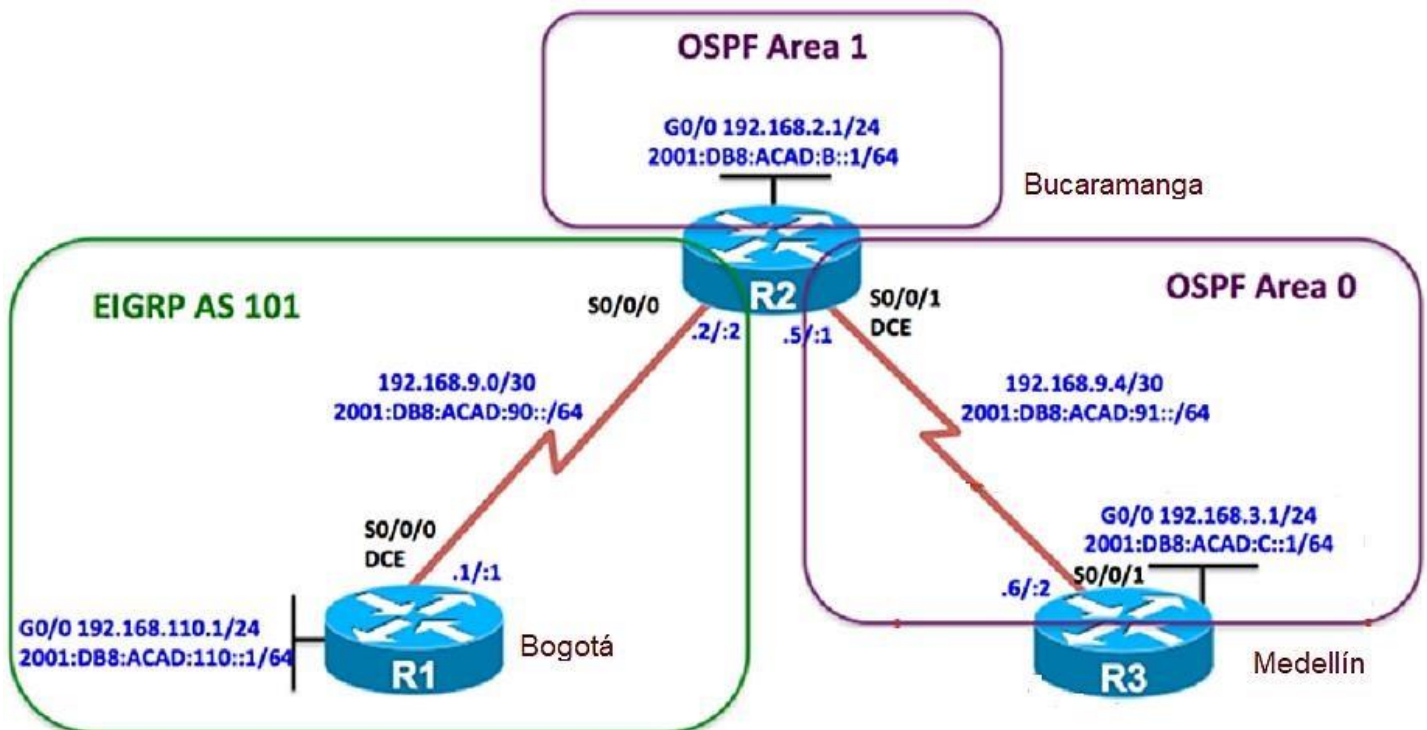 OSPF Area 1
G0/0 192.168.2.1/24
2001:DB8:ACAD:B::1/64
Bucaramanga
R2
EIGRP AS 101
S0/0/0
.2/:2
.5/:1
S0/0/1
DCE
OSPF Area 0
192.168.9.0/30
2001:DB8:ACAD:90::/64
192.168.9.4/30
2001:DB8:ACAD:91::/64
S0/0/0
DCE
.1/:1
G0/0 192.168.110.1/24
2001:DB8:ACAD:110::1/64
R1
Bogotá
G0/0 192.168.3.1/24
2001:DB8:ACAD:C::1/64
.6/:2
S0/0/1
R3
Medellín